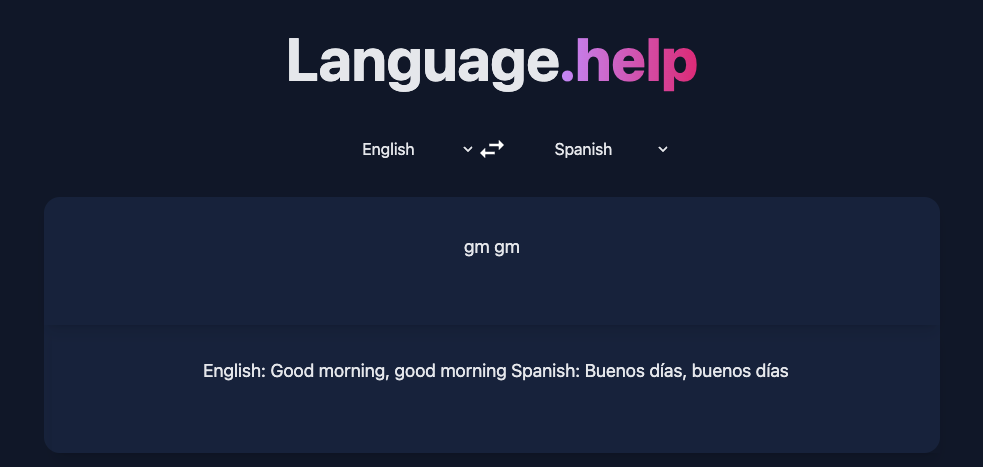 Language.help
English Spanish
gm gm
English: Good morning, good morning Spanish: Buenos días, buenos días